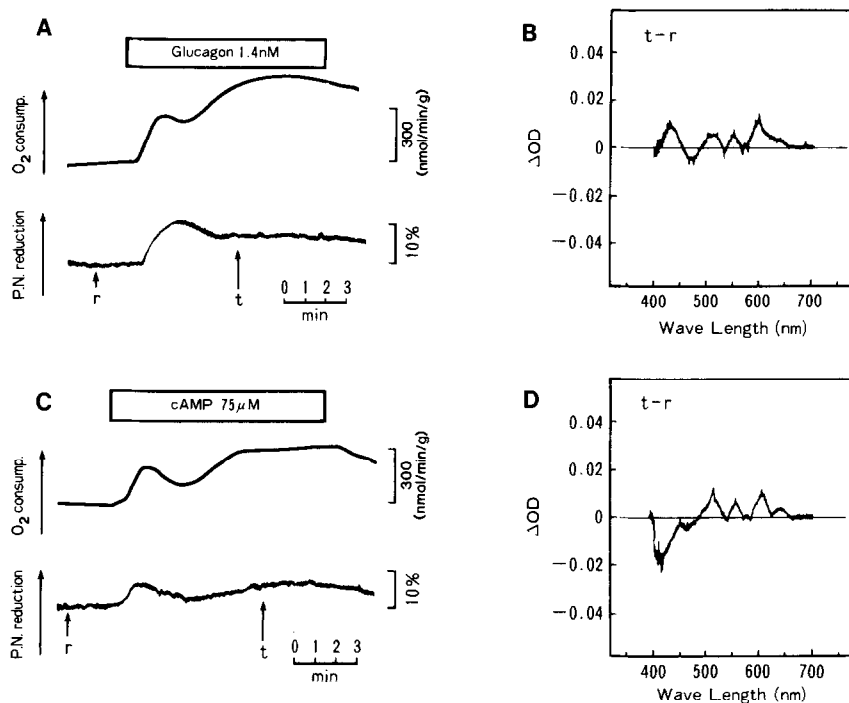 A
Glucagon 1.4nM
O2 consump.
300
(nmol/min/g)
P.N. reduction
10%
r
t
0 1 2 3
min
B
t-r
0.04
0.02
0
-0.02
-0.04
ΔOD
400 500 600 700
Wave Length (nm)
C
cAMP 75μM
O2 consump.
300
(nmol/min/g)
P.N. reduction
10%
r
t
0 1 2 3
min
D
t-r
0.04
0.02
0
-0.02
-0.04
ΔOD
400 500 600 700
Wave Length (nm)